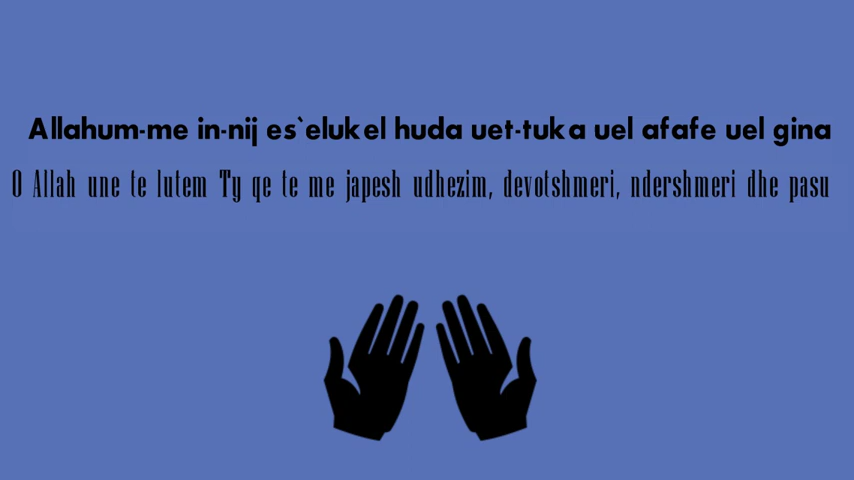 Allahum-me in-nij es`elukel huda uet-tuka uel afafe uel gina
O Allah une te lutem Ty qe te me japesh udhezim, devotshmeri, ndershmeri dhe pasu